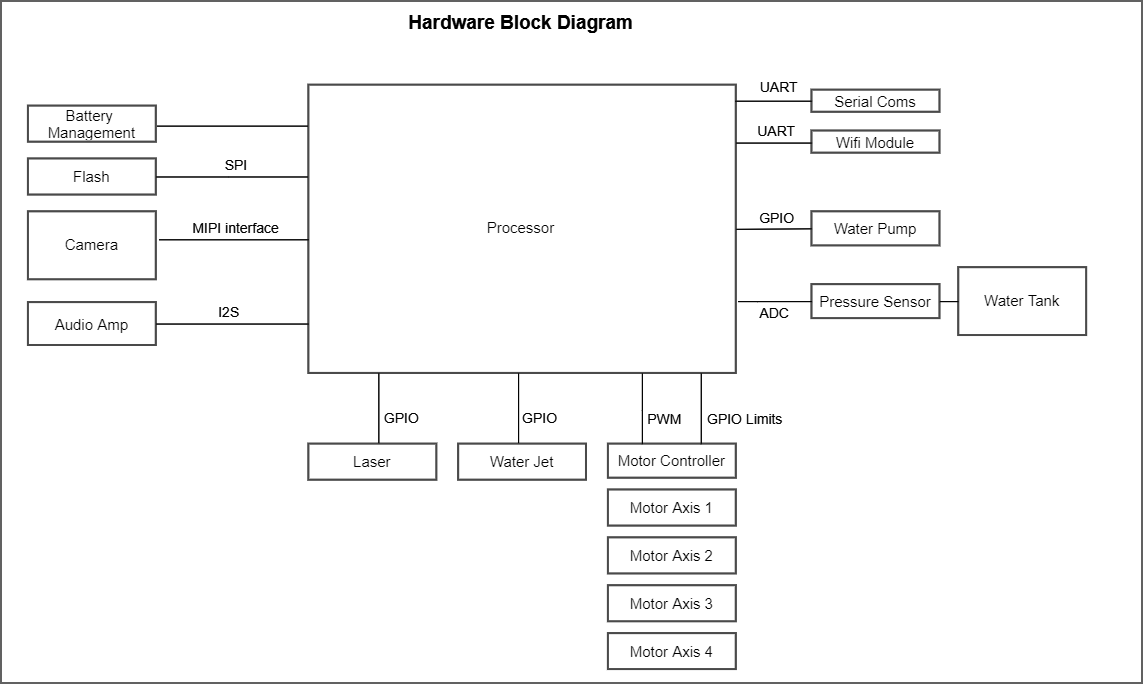 Hardware Block Diagram
Battery
Management
Flash
SPI
Camera
MIPI interface
Audio Amp
I2S
Processor
UART
Serial Coms
UART
Wifi Module
GPIO
Water Pump
ADC
Pressure Sensor
Water Tank
GPIO
Laser
GPIO
Water Jet
PWM
GPIO Limits
Motor Controller
Motor Axis 1
Motor Axis 2
Motor Axis 3
Motor Axis 4